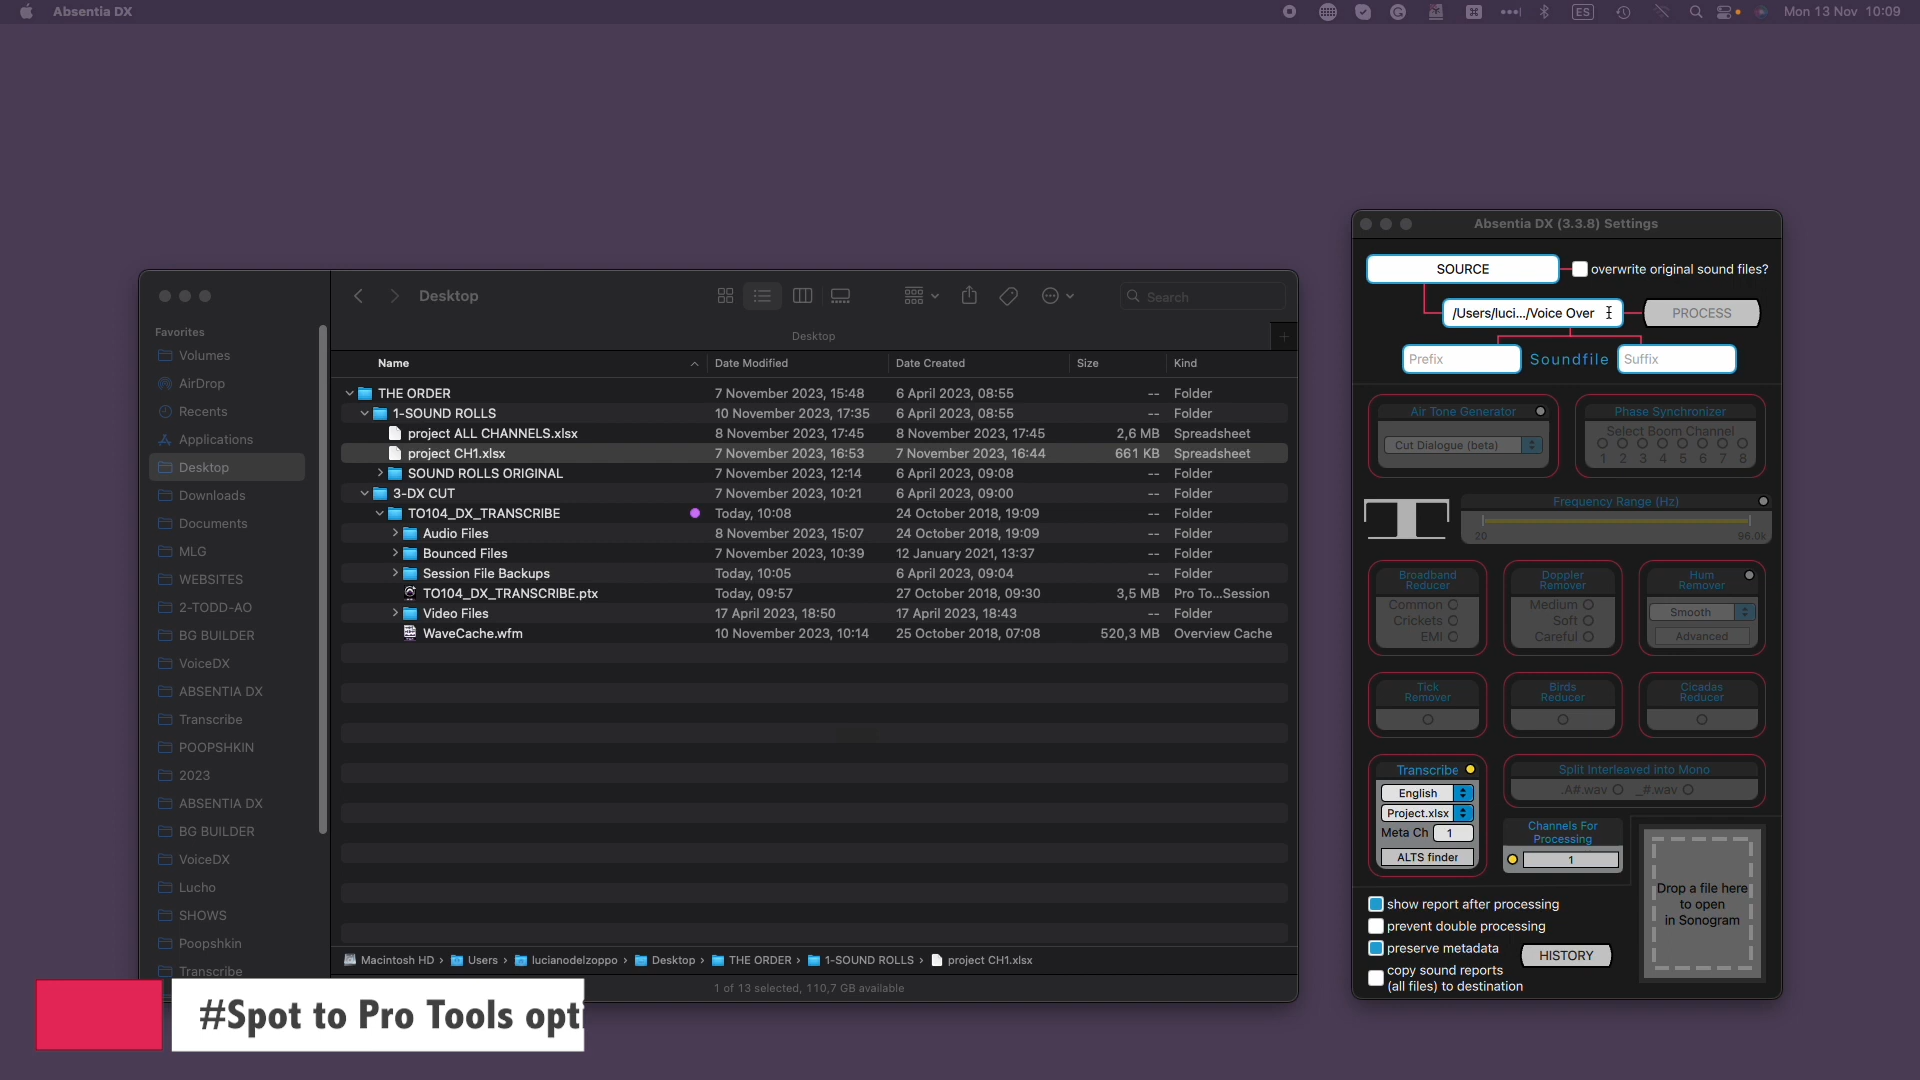 Absentia DX
ES
Mon 13 Nov 10:09
Desktop
Search
Desktop
Favorites
Volumes
AirDrop
Recents
Applications
Desktop
Downloads
Documents
MLG
WEBSITES
2-TODD-AO
BG BUILDER
VoiceDX
ABSENTIA DX
Transcribe
POOPSHKIN
2023
ABSENTIA DX
BG BUILDER
VoiceDX
Lucho
SHOWS
Poopshkin
Transcribe
Name Date Modified Date Created Size Kind
THE ORDER 7 November 2023, 15:48 6 April 2023, 08:55 -- Folder
1-SOUND ROLLS 10 November 2023, 17:35 6 April 2023, 08:55 -- Folder
project ALL CHANNELS.xlsx 8 November 2023, 17:45 8 November 2023, 17:45 2,6 MB Spreadsheet
project CH1.xlsx 7 November 2023, 16:53 7 November 2023, 16:44 661 KB Spreadsheet
SOUND ROLLS ORIGINAL 7 November 2023, 12:14 6 April 2023, 09:08 -- Folder
3-DX CUT 7 November 2023, 10:21 6 April 2023, 09:00 -- Folder
TO104_DX_TRANSCRIBE Today, 10:08 24 October 2018, 19:09 -- Folder
Audio Files 8 November 2023, 15:07 24 October 2018, 19:09 -- Folder
Bounced Files 7 November 2023, 10:39 12 January 2021, 13:37 -- Folder
Session File Backups Today, 10:05 6 April 2023, 09:04 -- Folder
TO104_DX_TRANSCRIBE.ptx Today, 09:57 27 October 2018, 09:30 3,5 MB Pro To...Session
Video Files 17 April 2023, 18:50 17 April 2023, 18:43 -- Folder
WaveCache.wfm 10 November 2023, 10:14 25 October 2018, 07:08 520,3 MB Overview Cache
Macintosh HD › Users › lucianodelzoppo › Desktop › THE ORDER › 1-SOUND ROLLS › project CH1.xlsx
1 of 13 selected, 110,7 GB available
#Spot to Pro Tools opti
Absentia DX (3.3.8) Settings
SOURCE overwrite original sound files?
/Users/luci.../Voice Over PROCESS
Prefix Soundfile Suffix
Air Tone Generator
Cut Dialogue (beta)
Phase Synchronizer
Select Boom Channel
1 2 3 4 5 6 7 8
Frequency Range (Hz)
20 96.0k
Broadband
Reducer
Common
Crickets
EMI
Doppler
Remover
Medium
Soft
Careful
Hum
Remover
Smooth
Advanced
Tick
Remover
Birds
Reducer
Cicadas
Reducer
Transcribe
English
Project.xlsx
Meta Ch 1
ALTS finder
Split Interleaved into Mono
.A#.wav _#.wav
Channels For
Processing
1
Drop a file here
to open
in Sonogram
show report after processing
prevent double processing
preserve metadata
HISTORY
copy sound reports
(all files) to destination